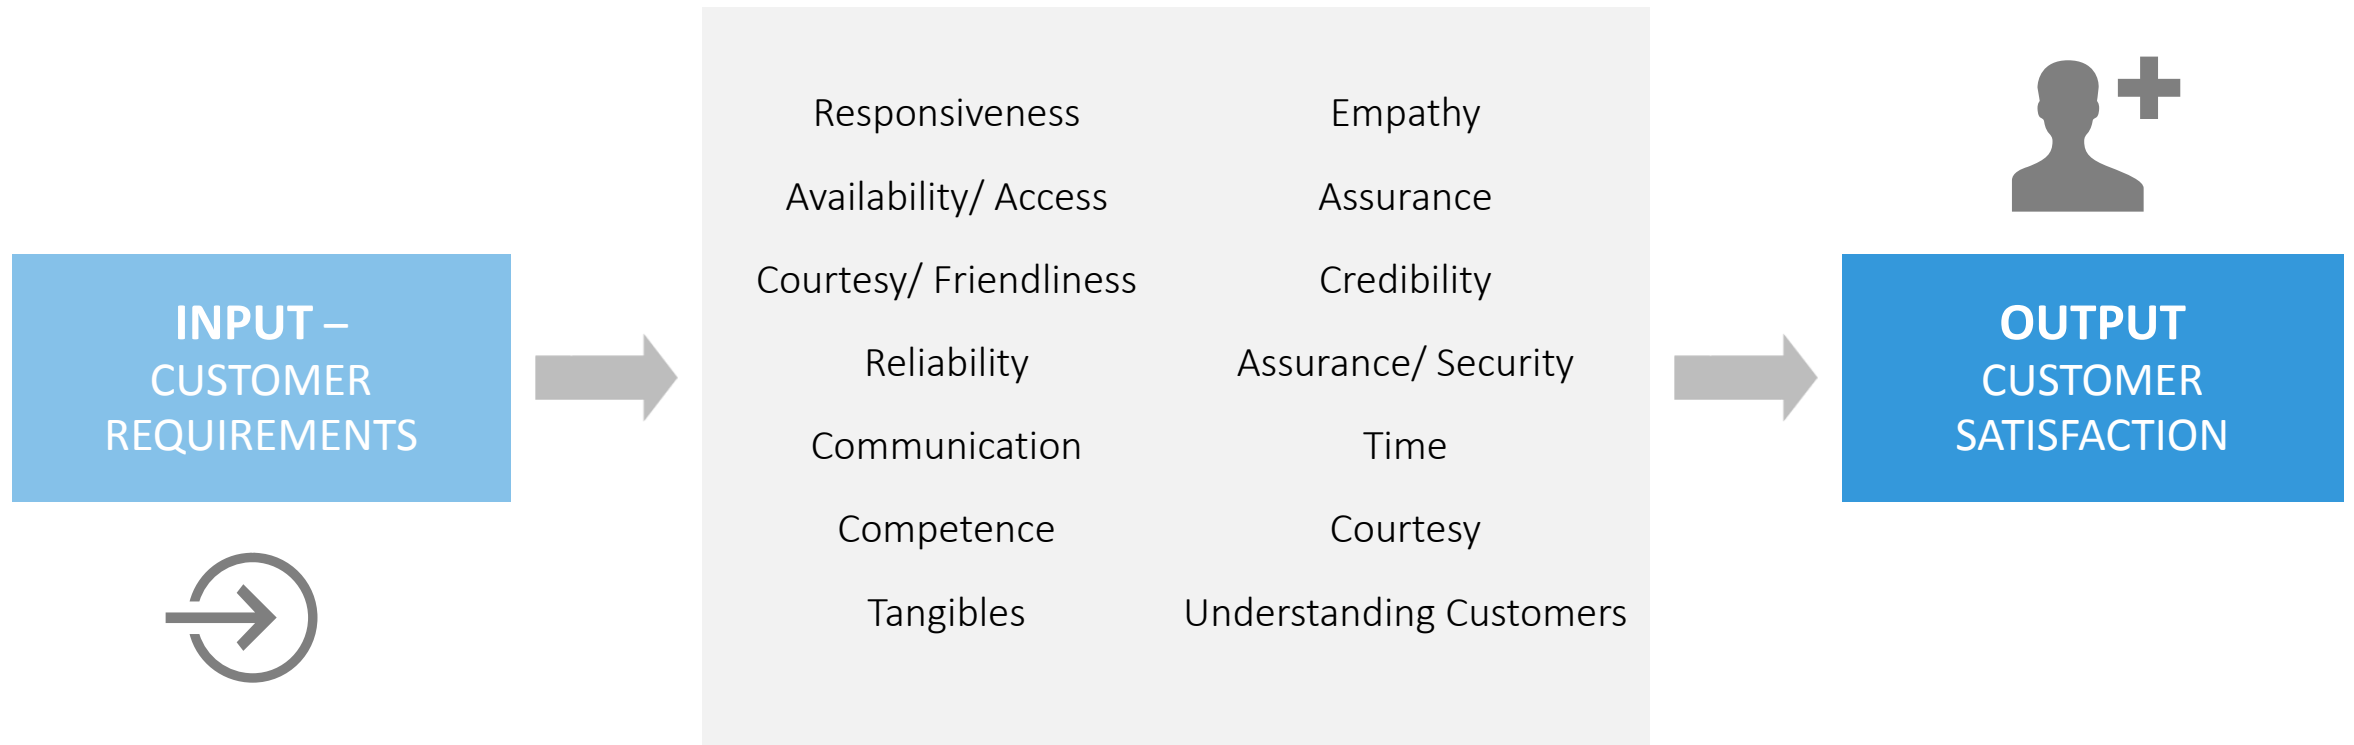 INPUT –
CUSTOMER
REQUIREMENTS
Responsiveness
Availability/ Access
Courtesy/ Friendliness
Reliability
Communication
Competence
Tangibles
Empathy
Assurance
Credibility
Assurance/ Security
Time
Courtesy
Understanding Customers
OUTPUT
CUSTOMER
SATISFACTION